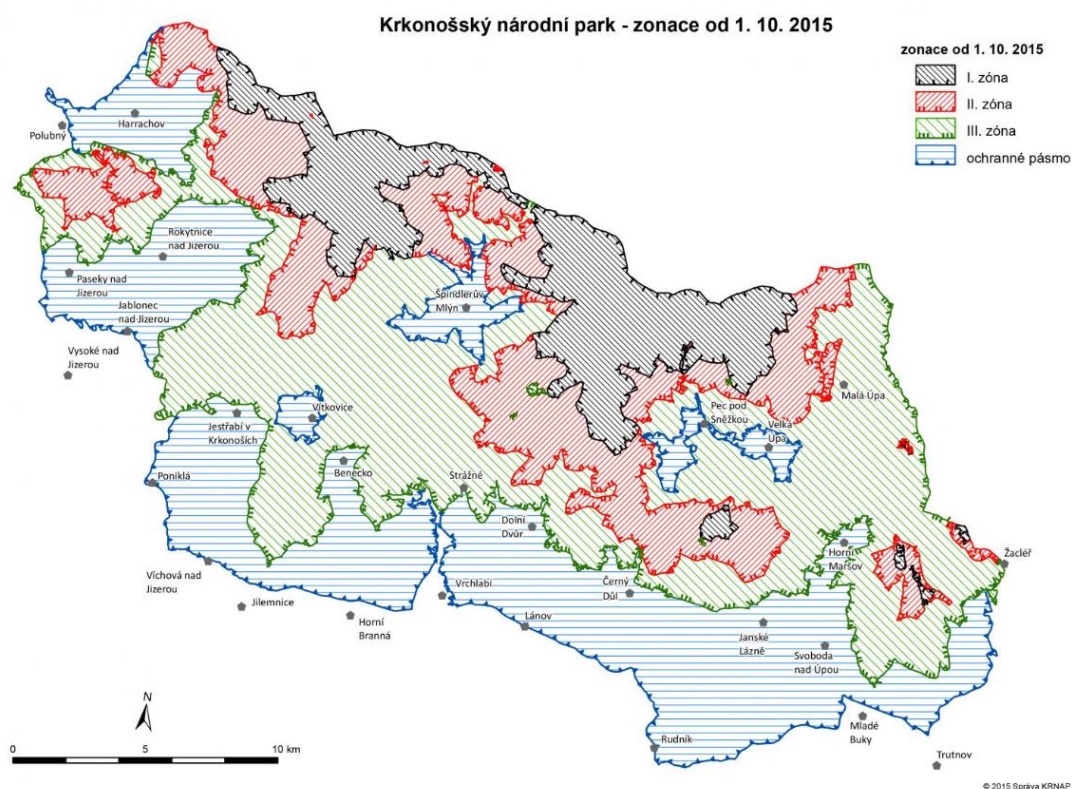 Krkonošský národní park - zonace od 1. 10. 2015
zonace od 1. 10. 2015
I. zóna
II. zóna
III. zóna
ochranné pásmo
Harrachov
Polubný
Rokytnice
nad Jizerou
Paseky nad
Jizerou
Jablonec
nad Jizerou
Vysoké nad
Jizerou
Špindlerův
Mlýn
Malá Úpa
Pec pod
Sněžkou
Velká
Úpa
Vítkovice
Jestřabí v
Krkonoších
Benecko
Strážné
Poniklá
Dolní
Dvůr
Horní
Maršov
Žacléř
Víchová nad
Jizerou
Vrchlabí
Černý
Důl
Jilemnice
Horní
Branná
Lánov
Janské
Lázně
Svoboda
nad Úpou
Mladé
Buky
Rudník
Trutnov
N
0 5 10 km
© 2015 Správa KRNAP